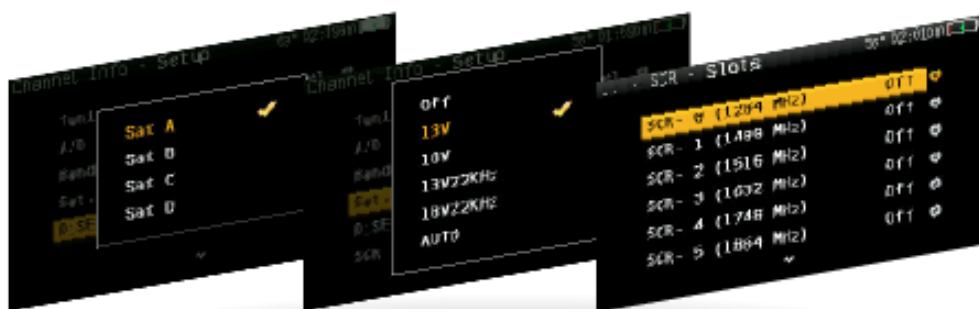 Channel Info - Setup
Sat A
Sat B
Sat C
Sat D
Channel Info - Setup
Off
13V
18V
13V22KHz
18V22KHz
AUTO
SCR
SCR - Slots
SCR- 0 (1284 MHz) Off
SCR- 1 (1400 MHz) Off
SCR- 2 (1516 MHz) Off
SCR- 3 (1632 MHz) Off
SCR- 4 (1748 MHz) Off
SCR- 5 (1864 MHz)